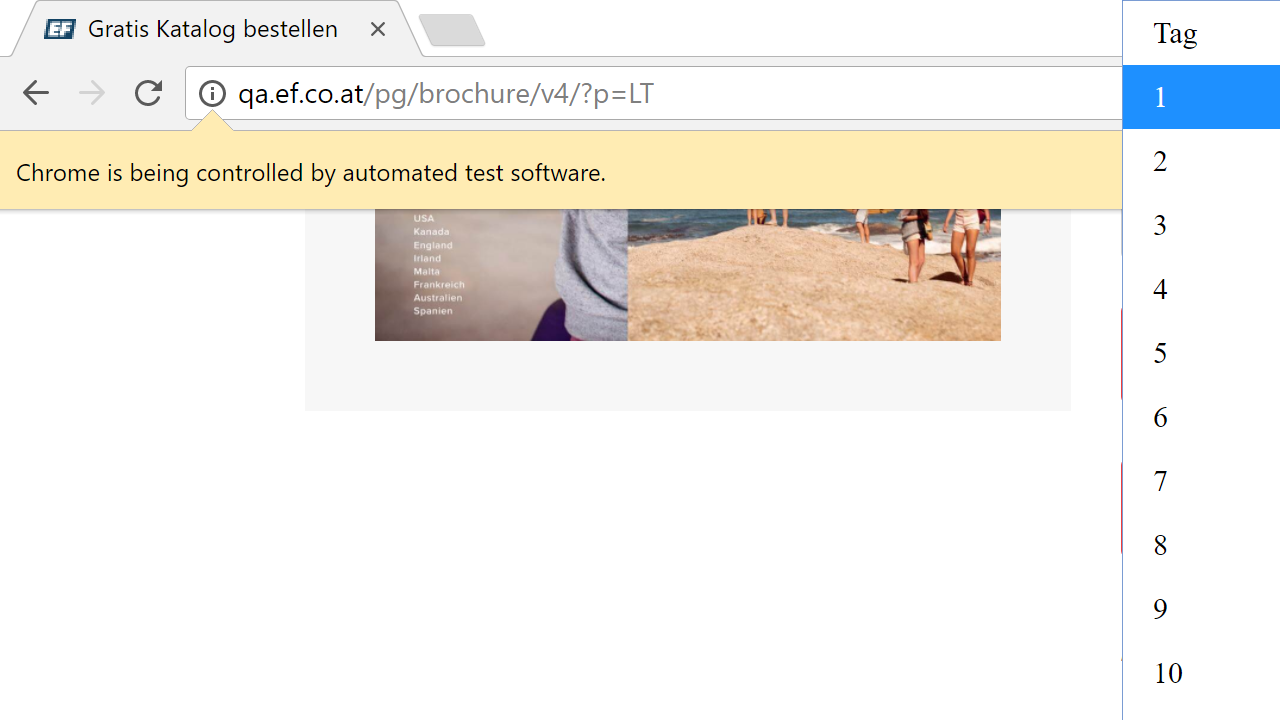 EF Gratis Katalog bestellen
qa.ef.co.at/pg/brochure/v4/?p=LT
Chrome is being controlled by automated test software.
USA
Kanada
England
Irland
Malta
Frankreich
Australien
Spanien
Tag
1
2
3
4
5
6
7
8
9
10